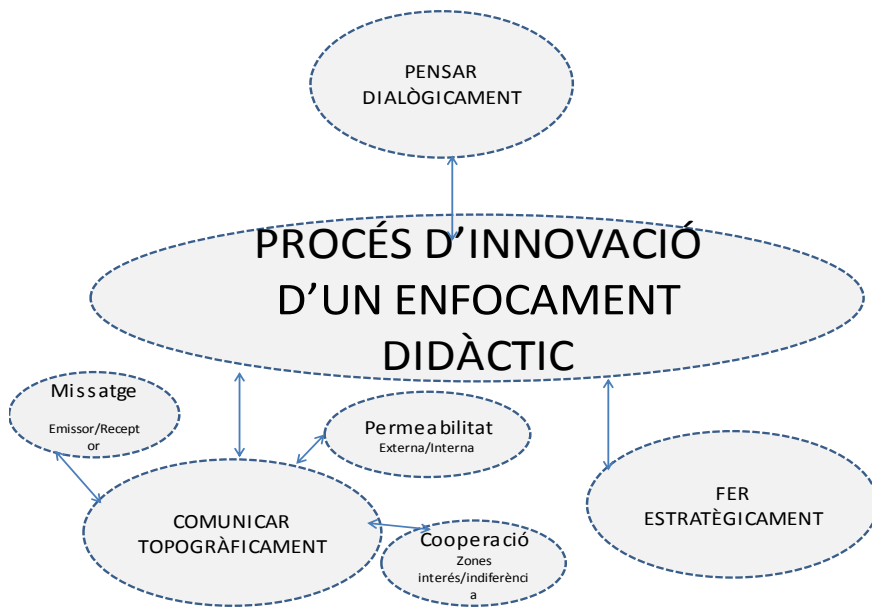 PENSAR
DIALÒGICAMENT
PROCÉS D’INNOVACIÓ
D’UN ENFOCAMENT
DIDÀCTIC
Missatge
Emissor/Recept
or
Permeabilitat
Externa/Interna
COMUNICAR
TOPOGRÀFICAMENT
Cooperació
Zones
interés/indiferènci
a
FER
ESTRATÈGICAMENT